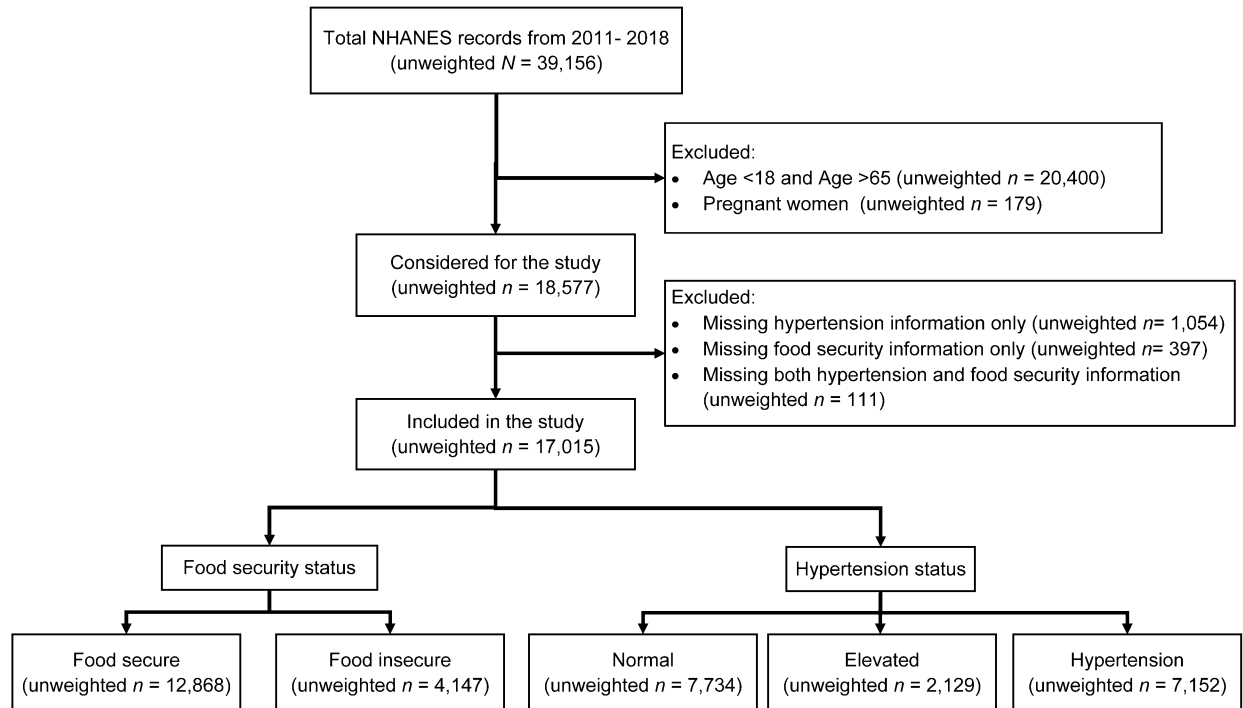 Total NHANES records from 2011- 2018
(unweighted N = 39,156)
Excluded:
• Age <18 and Age >65 (unweighted n = 20,400)
• Pregnant women (unweighted n = 179)
Considered for the study
(unweighted n = 18,577)
Excluded:
• Missing hypertension information only (unweighted n= 1,054)
• Missing food security information only (unweighted n= 397)
• Missing both hypertension and food security information
(unweighted n = 111)
Included in the study
(unweighted n = 17,015)
Food security status
Hypertension status
Food secure
(unweighted n = 12,868)
Food insecure
(unweighted n = 4,147)
Normal
(unweighted n = 7,734)
Elevated
(unweighted n = 2,129)
Hypertension
(unweighted n = 7,152)